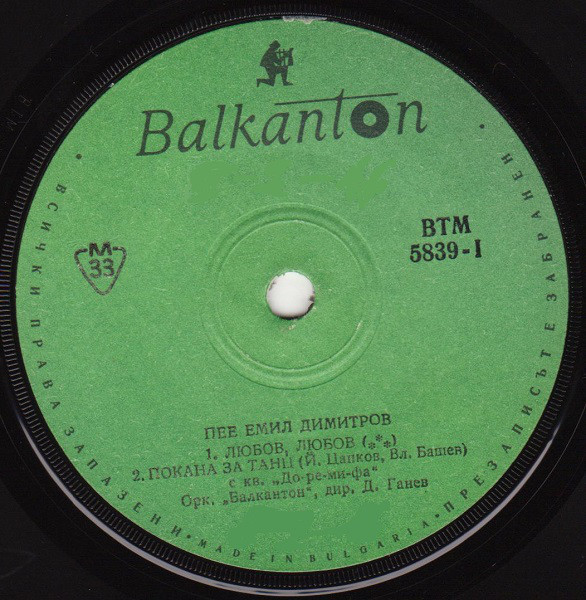 Balkanton
М
33
ВТМ
5839-I
ПЕЕ ЕМИЛ ДИМИТРОВ
1. ЛЮБОВ, ЛЮБОВ (***)
2. ПОКАНА ЗА ТАНЦ (Й. Цанков, Вл. Башев)
с кв. „До-ре-ми-фа“
Орк. „Балкантон“, дир. Д. Ганев
• ВСИЧКИ ПРАВА ЗАПАЗЕНИ • MADE IN BULGARIA • ПРЕЗАПИСЪТ Е ЗАБРАНЕН •